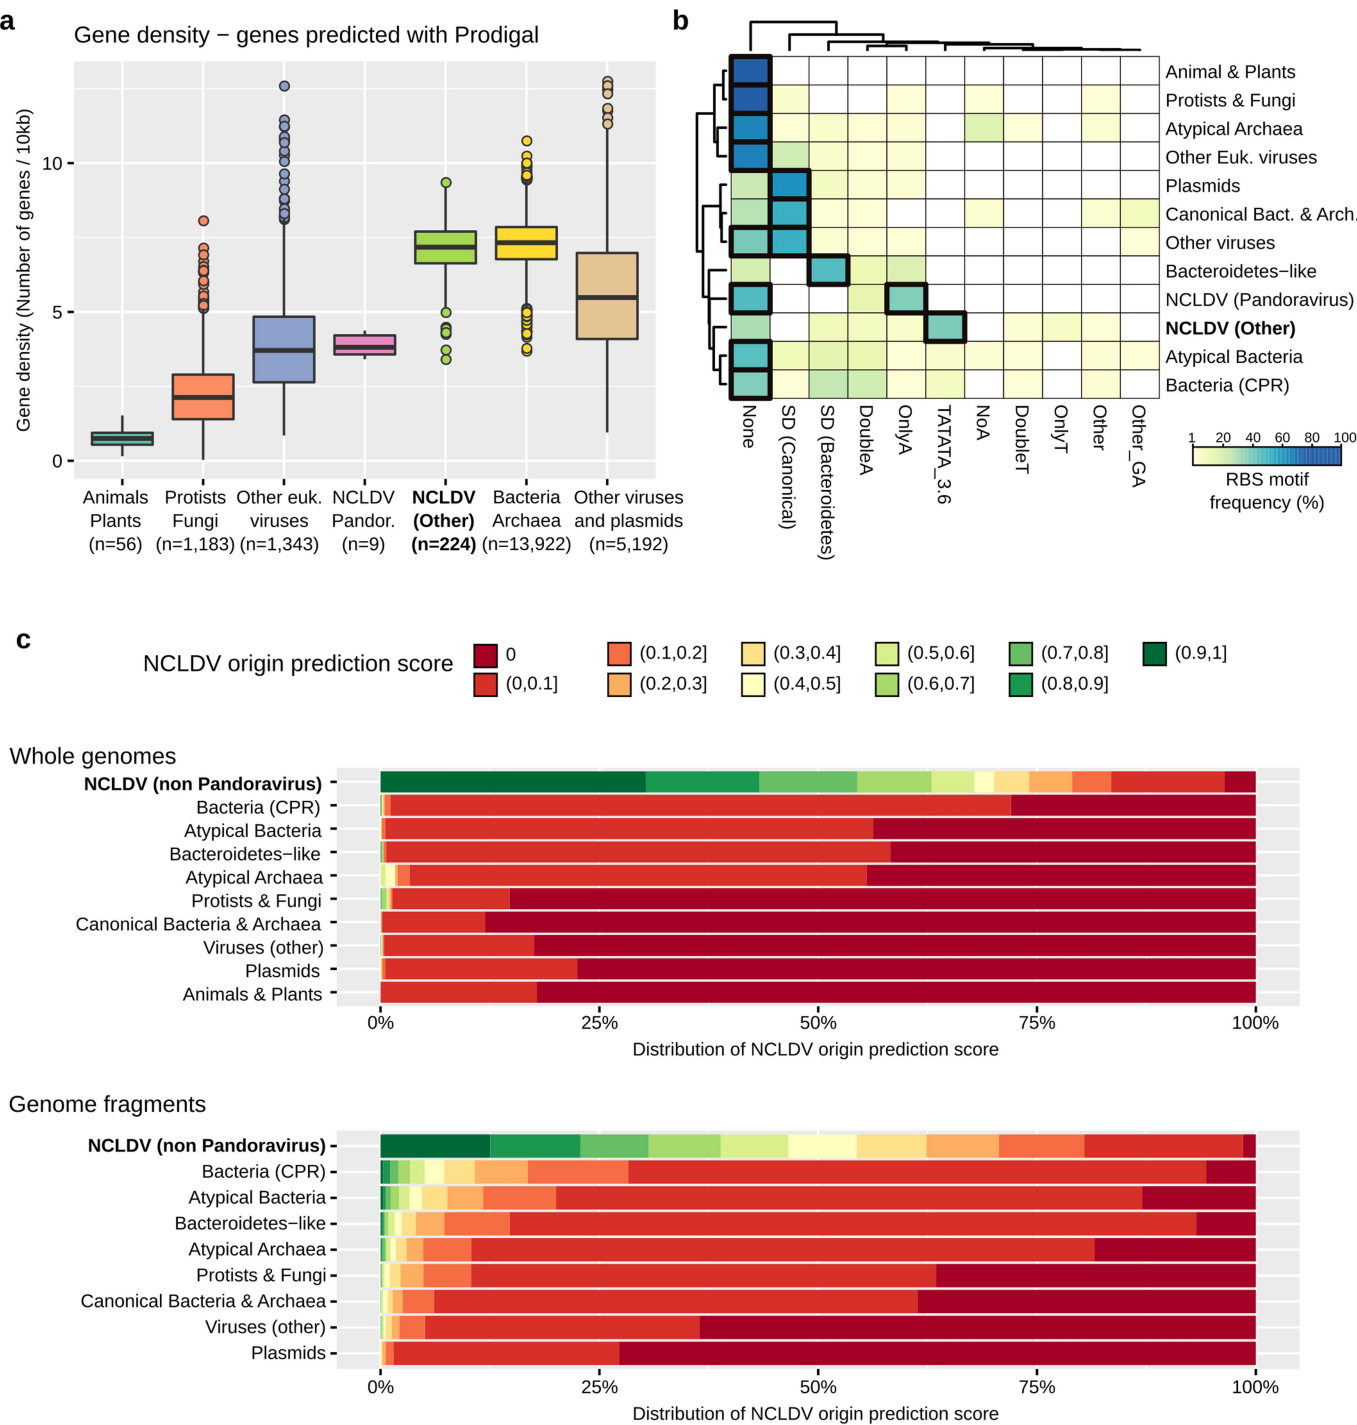 a
Gene density − genes predicted with Prodigal
Gene density (Number of genes / 10kb)
10
5
0
Animals Plants (n=56)
Protists Fungi (n=1,183)
Other euk. viruses (n=1,343)
NCLDV Pandor. (n=9)
NCLDV (Other) (n=224)
Bacteria Archaea (n=13,922)
Other viruses and plasmids (n=5,192)
b
Animal & Plants
Protists & Fungi
Atypical Archaea
Other Euk. viruses
Plasmids
Canonical Bact. & Arch.
Other viruses
Bacteroidetes−like
NCLDV (Pandoravirus)
NCLDV (Other)
Atypical Bacteria
Bacteria (CPR)
None
SD (Canonical)
SD (Bacteroidetes)
DoubleA
OnlyA
TATATA_3.6
NoA
DoubleT
OnlyT
Other
Other_GA
1 20 40 60 80 100
RBS motif
frequency (%)
c
NCLDV origin prediction score
0 (0.1,0.2] (0.3,0.4] (0.5,0.6] (0.7,0.8] (0.9,1]
(0,0.1] (0.2,0.3] (0.4,0.5] (0.6,0.7] (0.8,0.9]
Whole genomes
NCLDV (non Pandoravirus)
Bacteria (CPR)
Atypical Bacteria
Bacteroidetes−like
Atypical Archaea
Protists & Fungi
Canonical Bacteria & Archaea
Viruses (other)
Plasmids
Animals & Plants
0% 25% 50% 75% 100%
Distribution of NCLDV origin prediction score
Genome fragments
NCLDV (non Pandoravirus)
Bacteria (CPR)
Atypical Bacteria
Bacteroidetes−like
Atypical Archaea
Protists & Fungi
Canonical Bacteria & Archaea
Viruses (other)
Plasmids
0% 25% 50% 75% 100%
Distribution of NCLDV origin prediction score